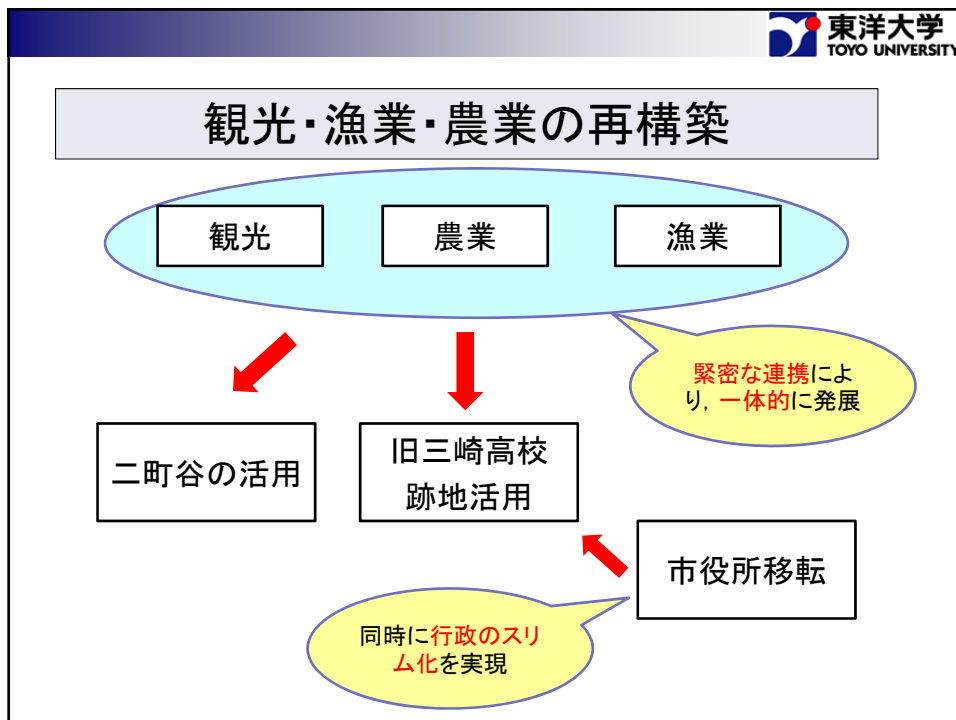 東洋大学
TOYO UNIVERSITY
観光・漁業・農業の再構築
観光
農業
漁業
緊密な連携によ
り，一体的に発展
二町谷の活用
旧三崎高校
跡地活用
市役所移転
同時に行政のスリ
ム化を実現